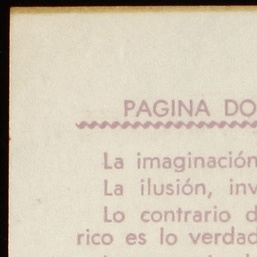 PAGINA DO
La imaginación
La ilusión, inv
Lo contrario d
rico es lo verdad